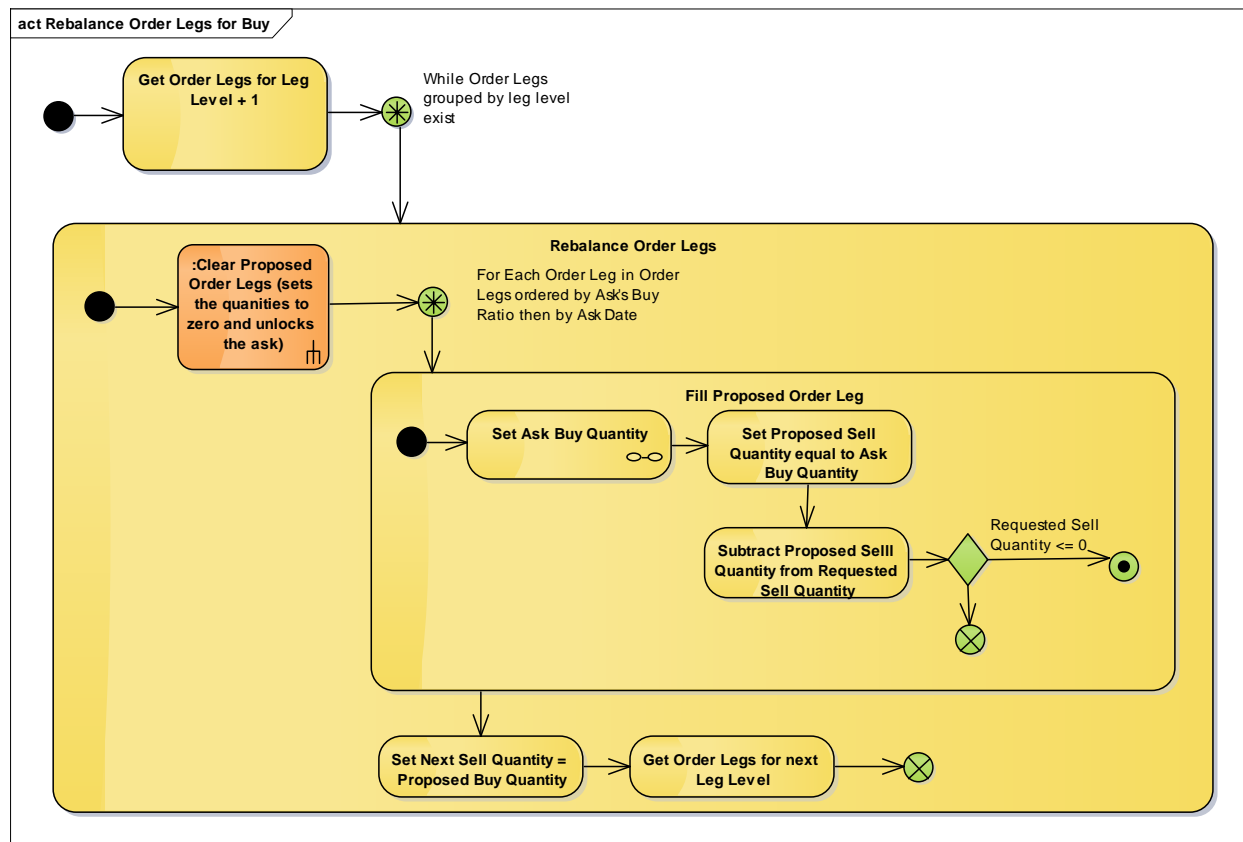 act Rebalance Order Legs for Buy
Get Order Legs for Leg
Level + 1
While Order Legs
grouped by leg level
exist
Rebalance Order Legs
:Clear Proposed
Order Legs (sets
the quanities to
zero and unlocks
the ask)
For Each Order Leg in Order
Legs ordered by Ask's Buy
Ratio then by Ask Date
Fill Proposed Order Leg
Set Ask Buy Quantity
Set Proposed Sell
Quantity equal to Ask
Buy Quantity
Subtract Proposed Selll
Quantity from Requested
Sell Quantity
Requested Sell
Quantity <= 0
Set Next Sell Quantity =
Proposed Buy Quantity
Get Order Legs for next
Leg Level